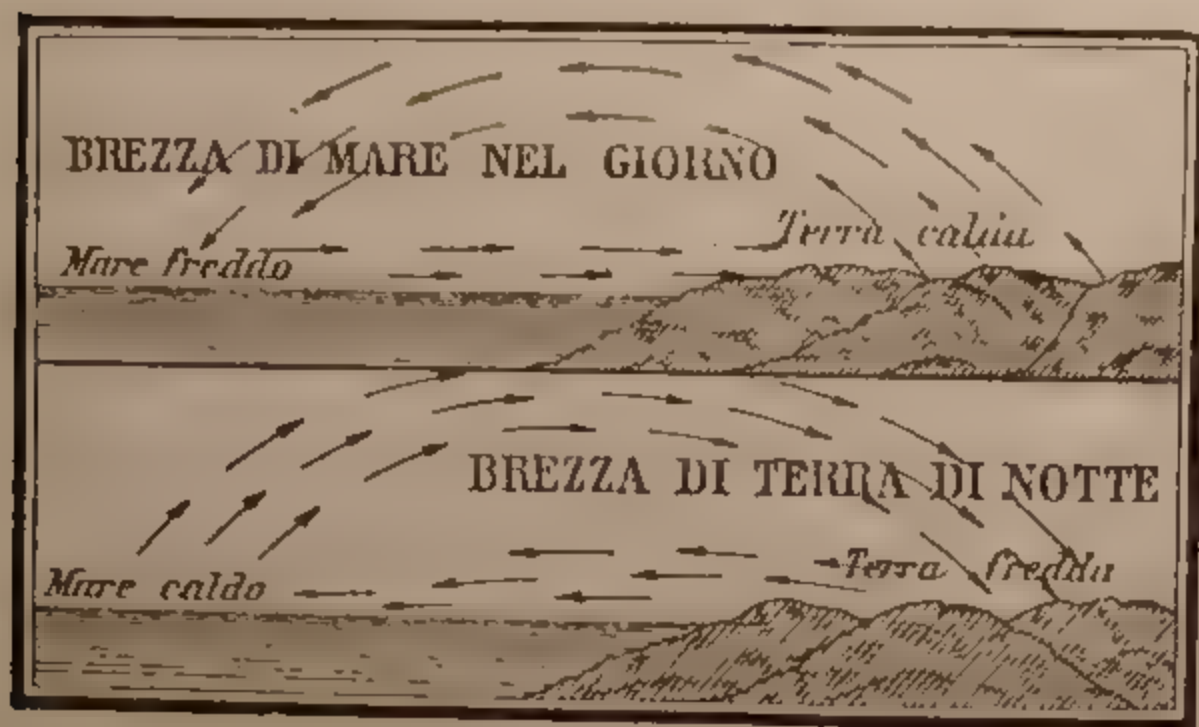 BREZZA DI MARE NEL GIORNO
Terra calda
Mare freddo
BREZZA DI TERRA DI NOTTE
Terra fredda
Mare caldo